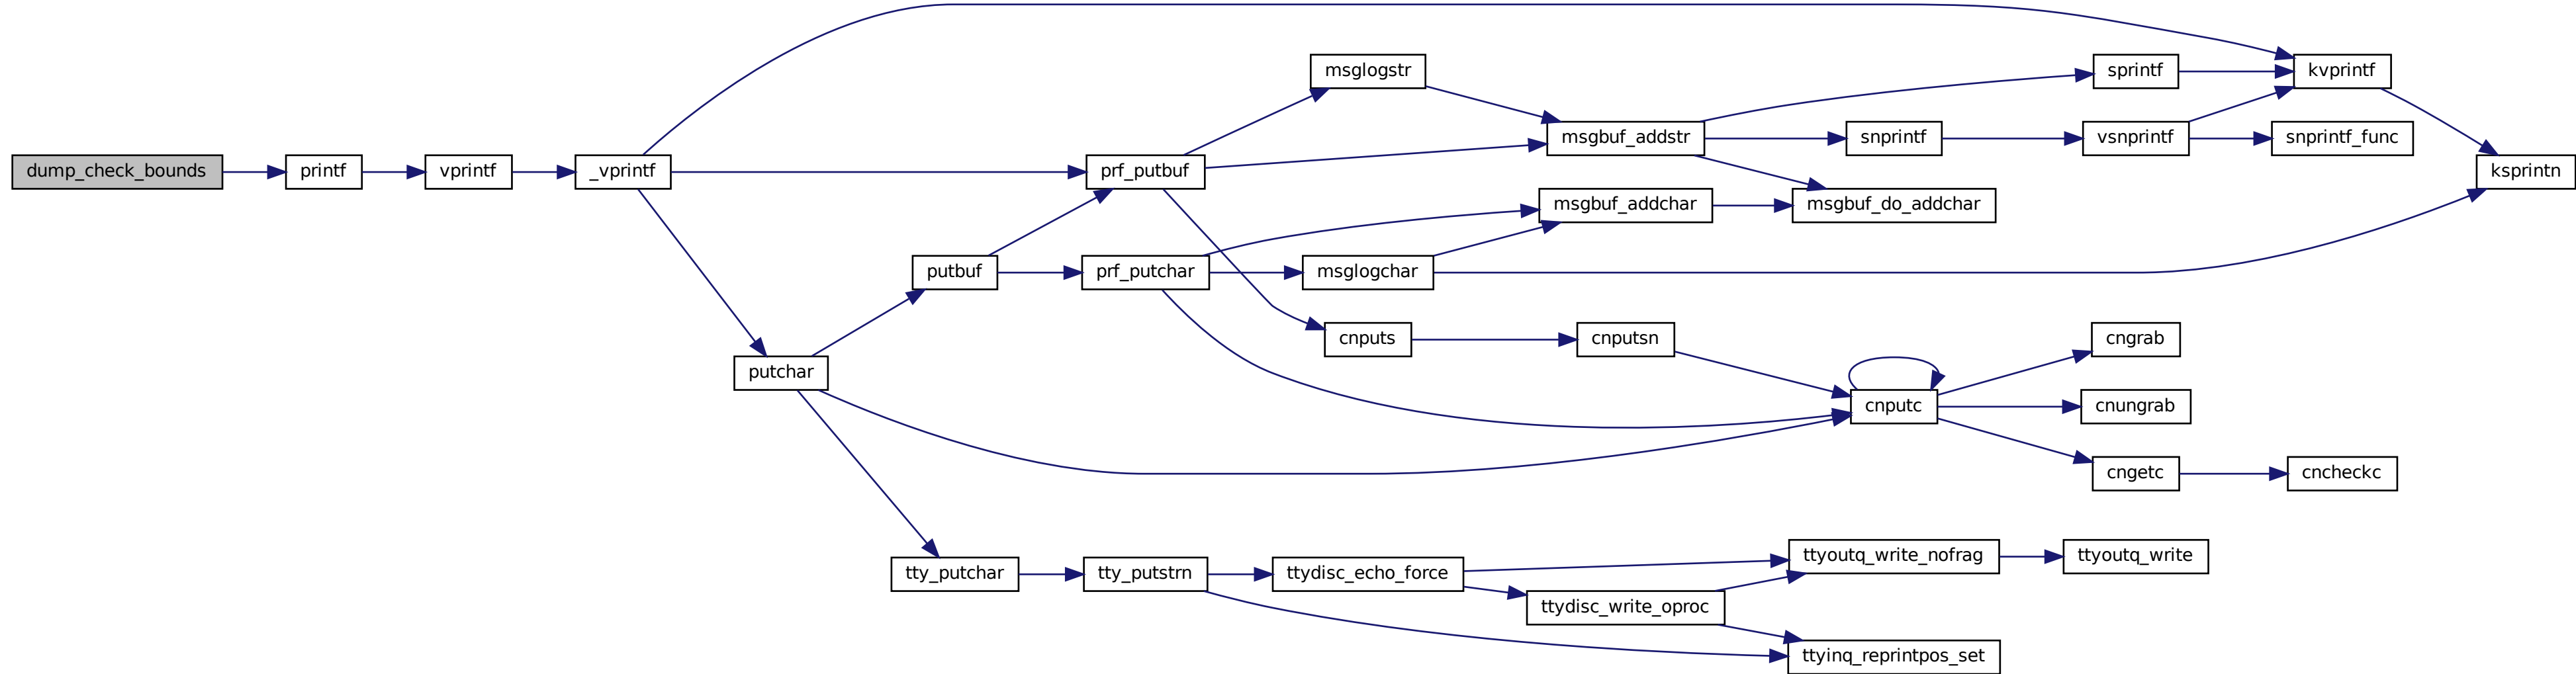 dump_check_bounds
printf
vprintf
_vprintf
putchar
putbuf
tty_putchar
prf_putbuf
prf_putchar
tty_putstrn
msglogstr
msglogchar
cnputs
ttydisc_echo_force
msgbuf_addstr
msgbuf_addchar
cnputsn
ttydisc_write_oproc
snprintf
msgbuf_do_addchar
cnputc
ttyoutq_write_nofrag
ttyinq_reprintpos_set
sprintf
vsnprintf
cngrab
cnungrab
cngetc
ttyoutq_write
kvprintf
snprintf_func
cncheckc
ksprintn